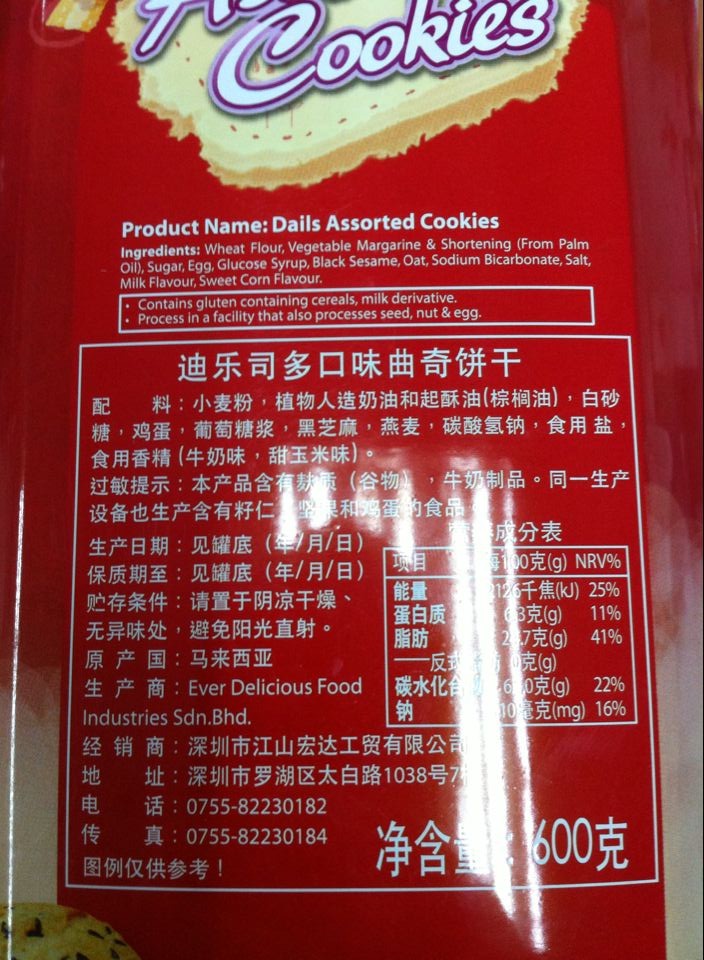 Cookies
Product Name: Dails Assorted Cookies
Ingredients: Wheat Flour, Vegetable Margarine & Shortening (From Palm
Oil), Sugar, Egg, Glucose Syrup, Black Sesame, Oat, Sodium Bicarbonate, Salt,
Milk Flavour, Sweet Corn Flavour.
• Contains gluten containing cereals, milk derivative.
• Process in a facility that also processes seed, nut & egg.
迪乐司多口味曲奇饼干
配 料：小麦粉，植物人造奶油和起酥油(棕榈油)，白砂
糖，鸡蛋，葡萄糖浆，黑芝麻，燕麦，碳酸氢钠，食用盐，
食用香精 (牛奶味，甜玉米味)。
过敏提示：本产品含有麸质（谷物），牛奶制品。同一生产
设备也生产含有籽仁 坚果和鸡蛋的食品
生产日期：见罐底（年/月/日）
保质期至：见罐底（年/月/日）
贮存条件：请置于阴凉干燥、
无异味处，避免阳光直射。
原产国：马来西亚
生产商：Ever Delicious Food
Industries Sdn.Bhd.
经销商：深圳市江山宏达工贸有限公司
地 址：深圳市罗湖区太白路1038号
电 话：0755-82230182
传 真：0755-82230184
图例仅供参考！
营养成分表
项目 每100克(g) NRV%
能量 2126千焦(kJ) 25%
蛋白质 克(g) 11%
脂肪 克(g) 41%
克(g)
碳水化合物 克(g) 22%
钠 毫克(mg) 16%
净含量：600克